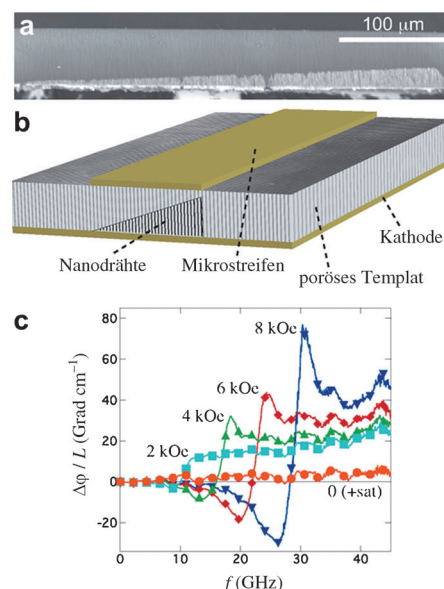 a
100 μm
b
Nanodrähte
Mikrostreifen
poröses Templat
Kathode
c
80
60
40
20
0
-20
Δφ / L (Grad cm⁻¹)
8 kOe
6 kOe
4 kOe
2 kOe
0 (+sat)
0
10
20
30
40
f (GHz)